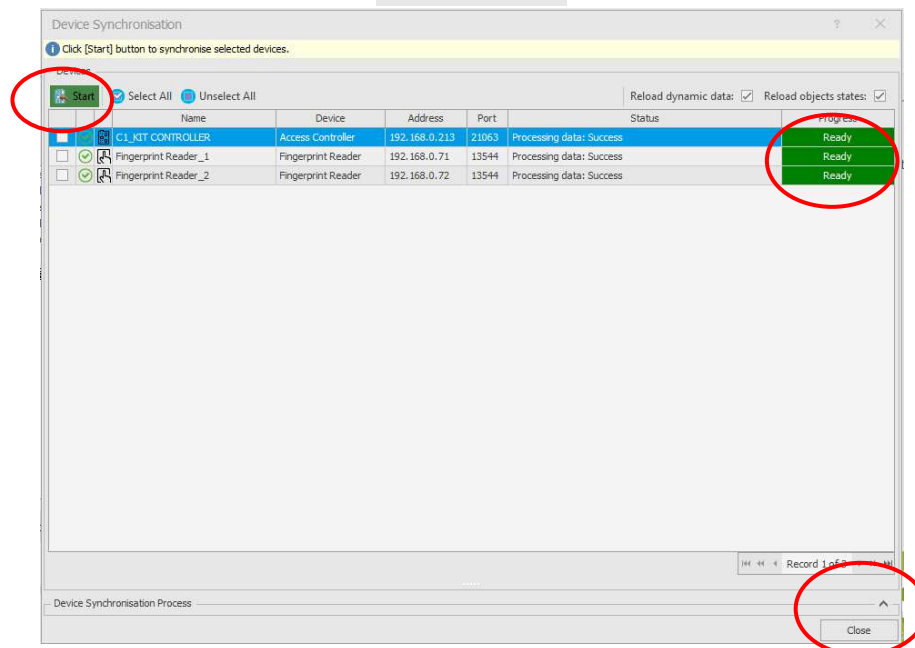 Device Synchronisation ? ×
Click [Start] button to synchronise selected devices.
Devices
Start Select All Unselect All Reload dynamic data: Reload objects states:
Name Device Address Port Status Progress
C1_KIT CONTROLLER Access Controller 192.168.0.213 21063 Processing data: Success Ready
Fingerprint Reader_1 Fingerprint Reader 192.168.0.71 13544 Processing data: Success Ready
Fingerprint Reader_2 Fingerprint Reader 192.168.0.72 13544 Processing data: Success Ready
Record 1 of 3
Device Synchronisation Process
Close